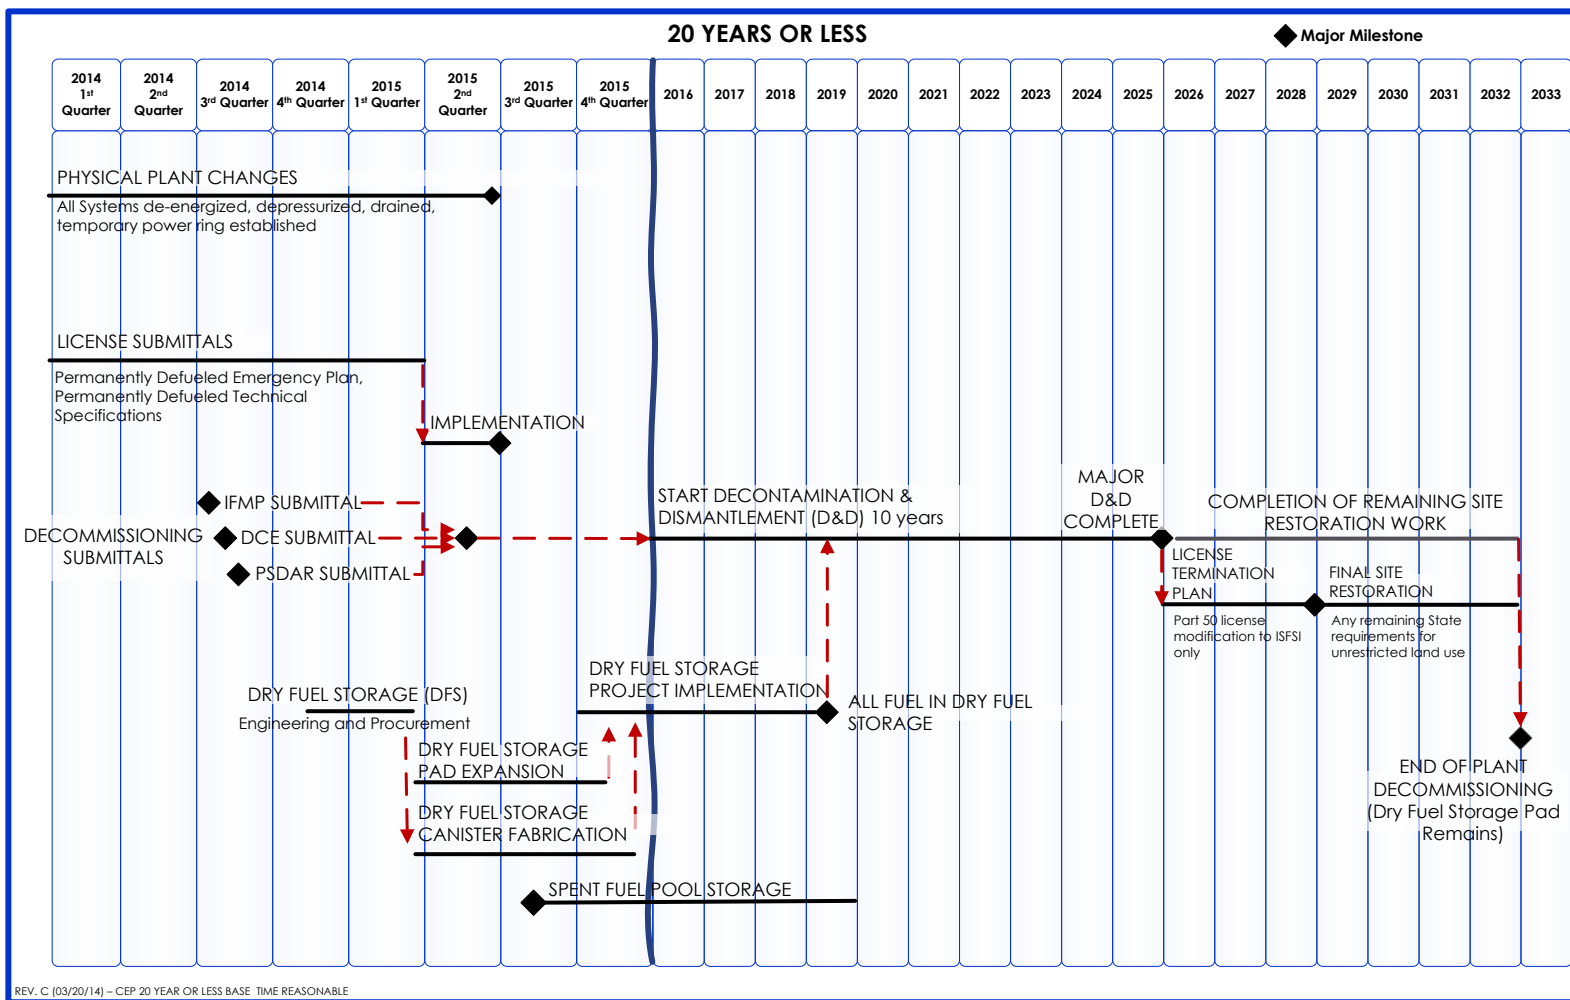 20 YEARS OR LESS
Major Milestone
2014 1st Quarter
2014 2nd Quarter
2014 3rd Quarter
2014 4th Quarter
2015 1st Quarter
2015 2nd Quarter
2015 3rd Quarter
2015 4th Quarter
2016 2017 2018 2019 2020 2021 2022 2023 2024 2025 2026 2027 2028 2029 2030 2031 2032 2033
PHYSICAL PLANT CHANGES
All Systems de-energized, depressurized, drained,
temporary power ring established
LICENSE SUBMITTALS
Permanently Defueled Emergency Plan,
Permanently Defueled Technical
Specifications
IMPLEMENTATION
DECOMMISSIONING
SUBMITTALS
IFMP SUBMITTAL
DCE SUBMITTAL
PSDAR SUBMITTAL
START DECONTAMINATION &
DISMANTLEMENT (D&D) 10 years
MAJOR
D&D
COMPLETE
COMPLETION OF REMAINING SITE
RESTORATION WORK
LICENSE
TERMINATION
PLAN
Part 50 license
modification to ISFSI
only
FINAL SITE
RESTORATION
Any remaining State
requirements for
unrestricted land use
DRY FUEL STORAGE (DFS)
Engineering and Procurement
DRY FUEL STORAGE
PROJECT IMPLEMENTATION
ALL FUEL IN DRY FUEL
STORAGE
DRY FUEL STORAGE
PAD EXPANSION
DRY FUEL STORAGE
CANISTER FABRICATION
END OF PLANT
DECOMMISSIONING
(Dry Fuel Storage Pad
Remains)
SPENT FUEL POOL STORAGE
REV. C (03/20/14) – CEP 20 YEAR OR LESS BASE TIME REASONABLE